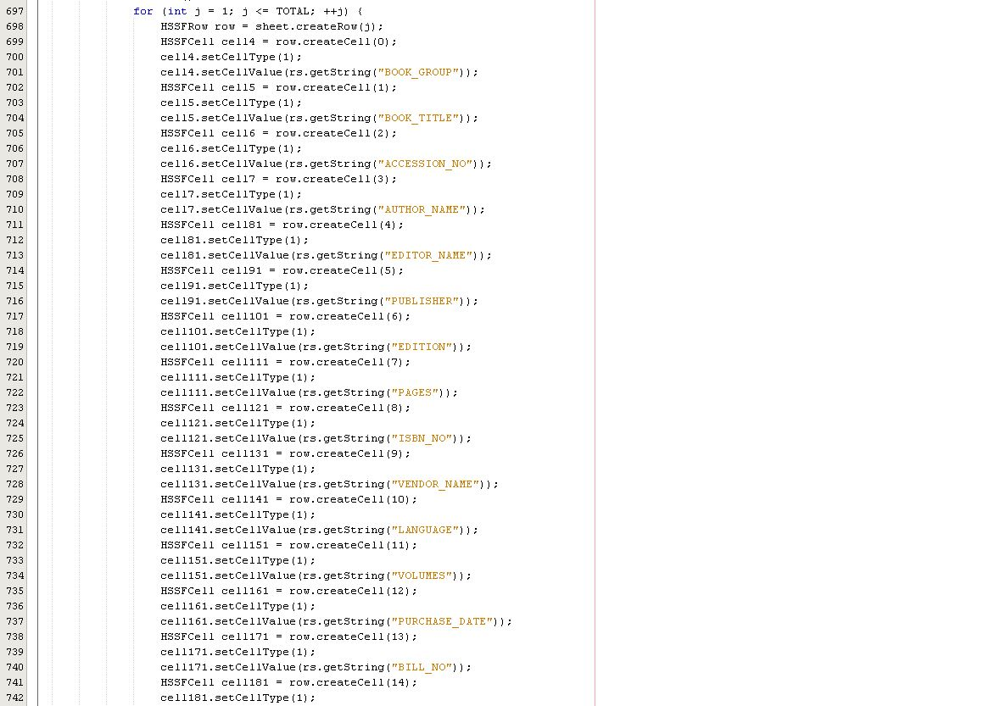 697 for (int j = 1; j <= TOTAL; ++j) {
698 HSSFRow row = sheet.createRow(j);
699 HSSFCell cell4 = row.createCell(0);
700 cell4.setCellType(1);
701 cell4.setCellValue(rs.getString("BOOK_GROUP"));
702 HSSFCell cell5 = row.createCell(1);
703 cell5.setCellType(1);
704 cell5.setCellValue(rs.getString("BOOK_TITLE"));
705 HSSFCell cell6 = row.createCell(2);
706 cell6.setCellType(1);
707 cell6.setCellValue(rs.getString("ACCESSION_NO"));
708 HSSFCell cell7 = row.createCell(3);
709 cell7.setCellType(1);
710 cell7.setCellValue(rs.getString("AUTHOR_NAME"));
711 HSSFCell cell81 = row.createCell(4);
712 cell81.setCellType(1);
713 cell81.setCellValue(rs.getString("EDITOR_NAME"));
714 HSSFCell cell91 = row.createCell(5);
715 cell91.setCellType(1);
716 cell91.setCellValue(rs.getString("PUBLISHER"));
717 HSSFCell cell101 = row.createCell(6);
718 cell101.setCellType(1);
719 cell101.setCellValue(rs.getString("EDITION"));
720 HSSFCell cell111 = row.createCell(7);
721 cell111.setCellType(1);
722 cell111.setCellValue(rs.getString("PAGES"));
723 HSSFCell cell121 = row.createCell(8);
724 cell121.setCellType(1);
725 cell121.setCellValue(rs.getString("ISBN_NO"));
726 HSSFCell cell131 = row.createCell(9);
727 cell131.setCellType(1);
728 cell131.setCellValue(rs.getString("VENDOR_NAME"));
729 HSSFCell cell141 = row.createCell(10);
730 cell141.setCellType(1);
731 cell141.setCellValue(rs.getString("LANGUAGE"));
732 HSSFCell cell151 = row.createCell(11);
733 cell151.setCellType(1);
734 cell151.setCellValue(rs.getString("VOLUMES"));
735 HSSFCell cell161 = row.createCell(12);
736 cell161.setCellType(1);
737 cell161.setCellValue(rs.getString("PURCHASE_DATE"));
738 HSSFCell cell171 = row.createCell(13);
739 cell171.setCellType(1);
740 cell171.setCellValue(rs.getString("BILL_NO"));
741 HSSFCell cell181 = row.createCell(14);
742 cell181.setCellType(1);